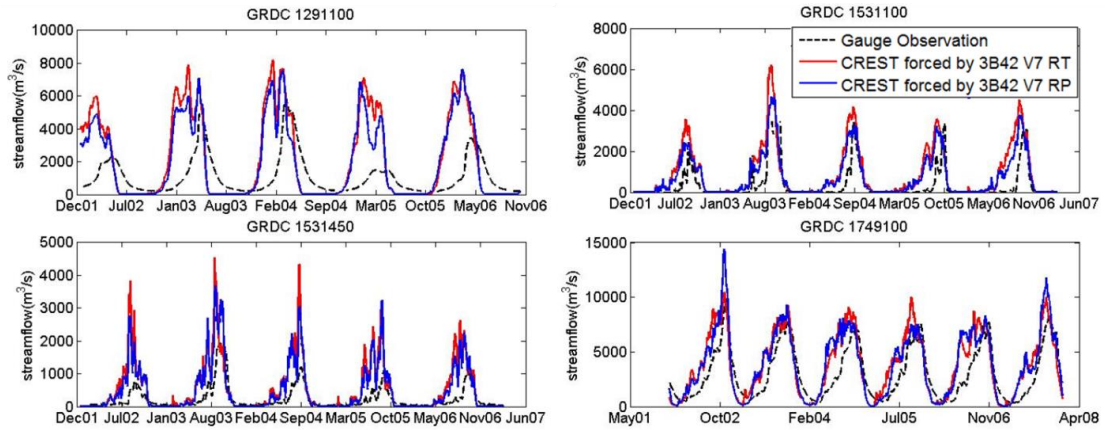 GRDC 1291100
streamflow(m³/s)
10000
8000
6000
4000
2000
0
Dec01 Jul02 Jan03 Aug03 Feb04 Sep04 Mar05 Oct05 May06 Nov06
GRDC 1531100
streamflow(m³/s)
8000
6000
4000
2000
0
Dec01 Jul02 Jan03 Aug03 Feb04 Sep04 Mar05 Oct05 May06 Nov06 Jun07
Gauge Observation
CREST forced by 3B42 V7 RT
CREST forced by 3B42 V7 RP
GRDC 1531450
streamflow(m³/s)
5000
4000
3000
2000
1000
0
Dec01 Jul02 Jan03 Aug03 Feb04 Sep04 Mar05 Oct05 May06 Nov06 Jun07
GRDC 1749100
streamflow(m³/s)
15000
10000
5000
0
May01 Oct02 Feb04 Jul05 Nov06 Apr08